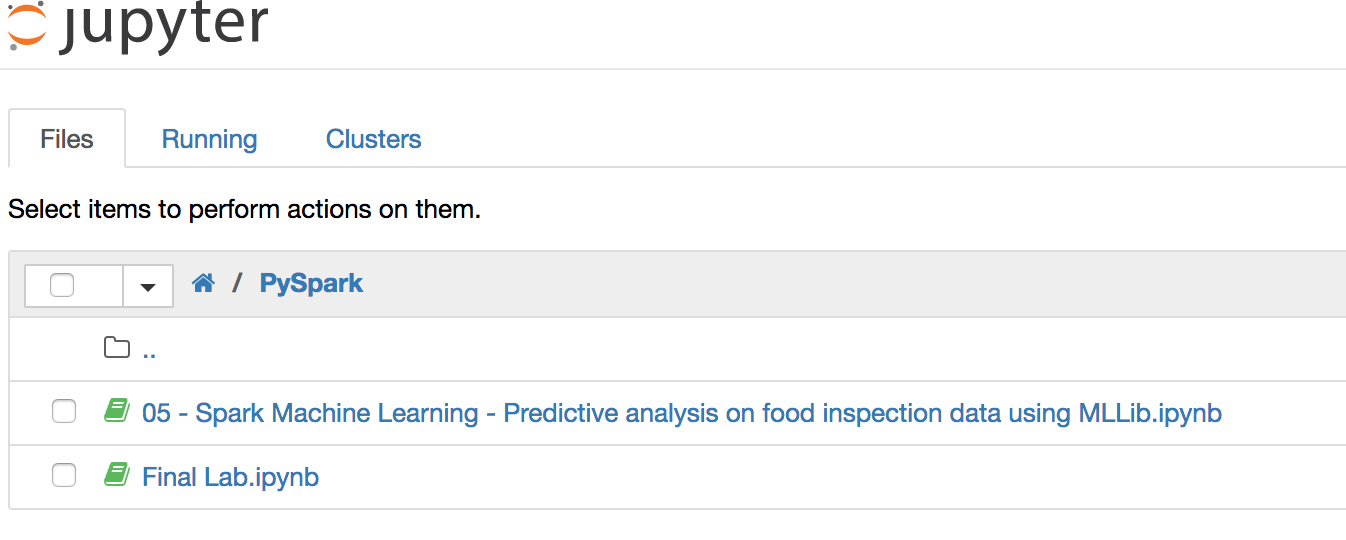 jupyter
Files Running Clusters
Select items to perform actions on them.
/ PySpark
..
05 - Spark Machine Learning - Predictive analysis on food inspection data using MLLib.ipynb
Final Lab.ipynb